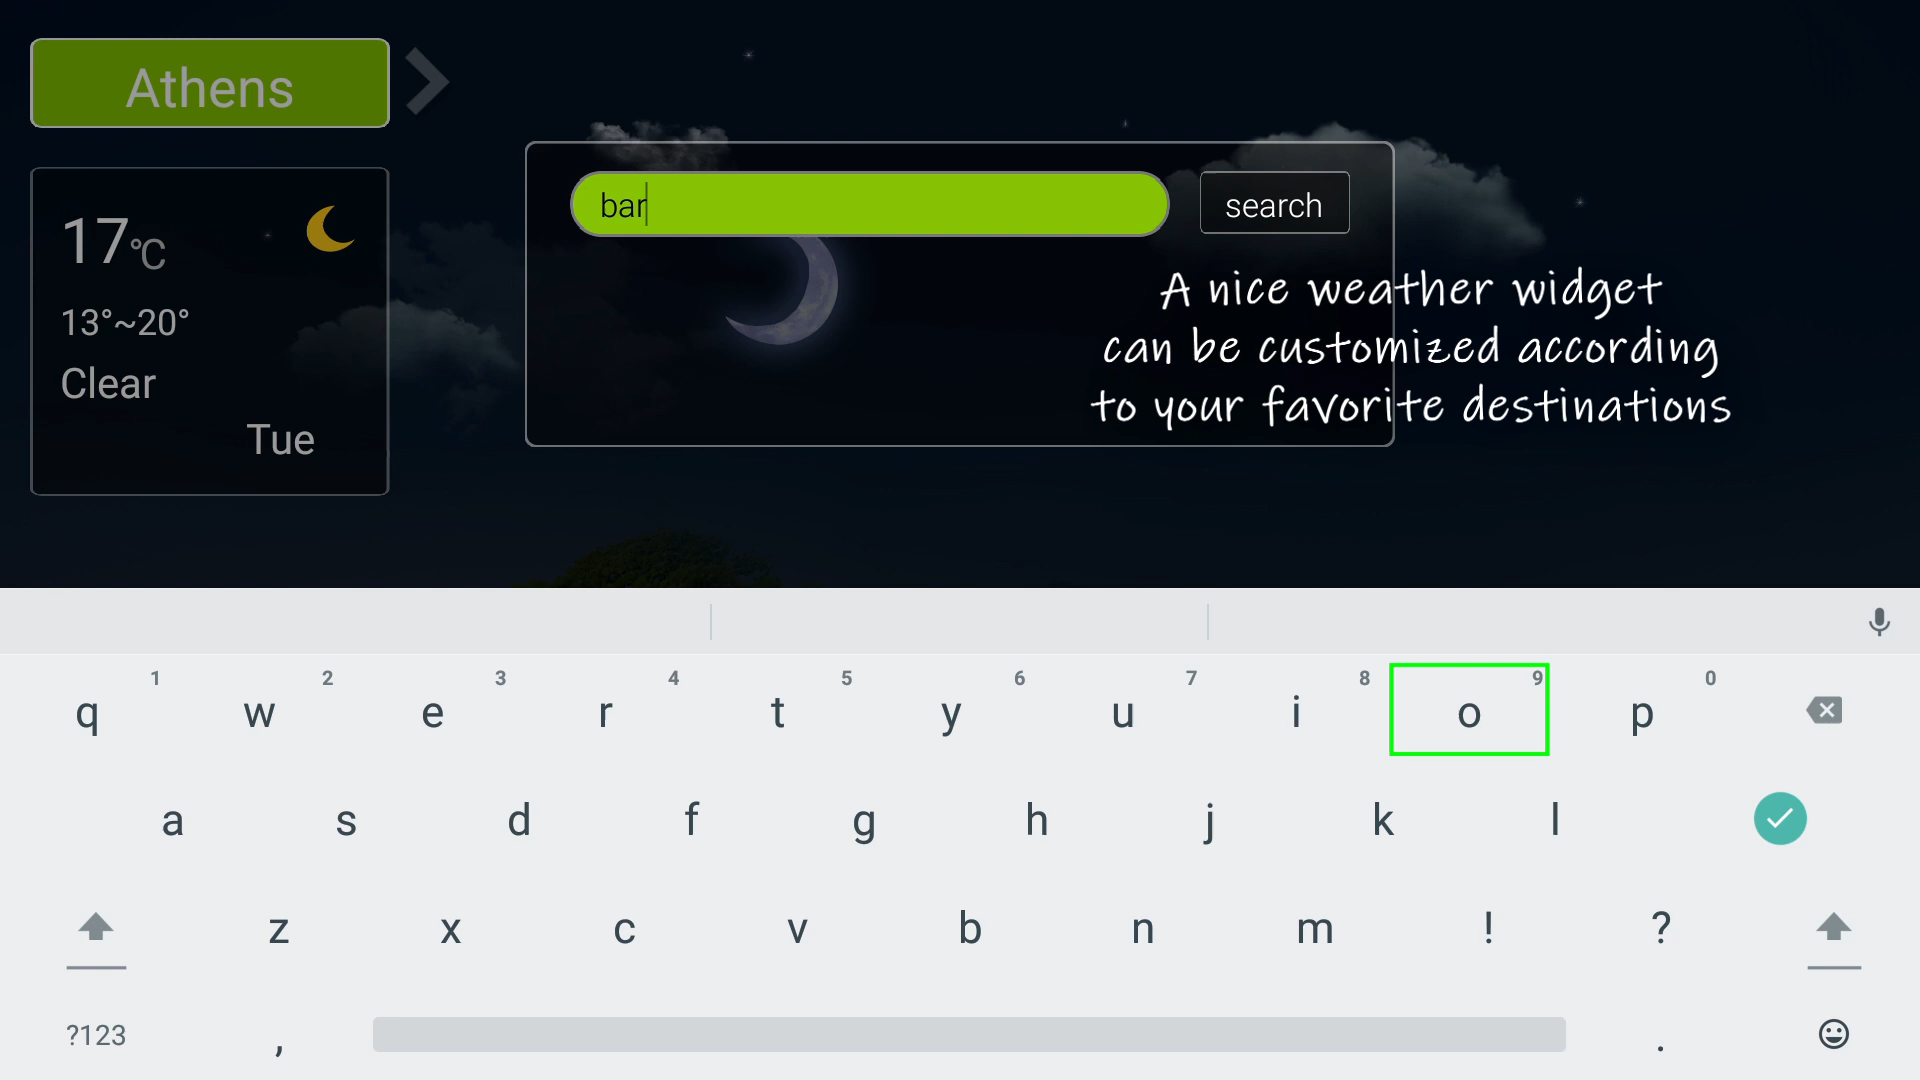 Athens
bar
search
17°C
13°~20°
Clear
Tue
A nice weather widget
can be customized according
to your favorite destinations
1 2 3 4 5 6 7 8 9 0
q w e r t y u i o p
a s d f g h j k l
z x c v b n m ! ?
?123 , .